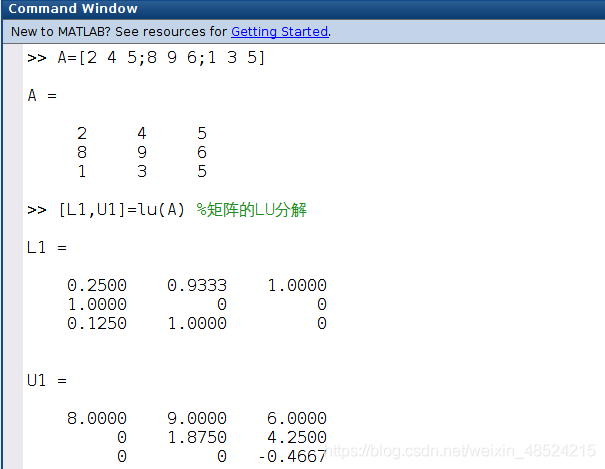 Command Window
New to MATLAB? See resources for Getting Started.
>> A=[2 4 5;8 9 6;1 3 5]
A =
2 4 5
8 9 6
1 3 5
>> [L1,U1]=lu(A) %矩阵的LU分解
L1 =
0.2500 0.9333 1.0000
1.0000 0 0
0.1250 1.0000 0
U1 =
8.0000 9.0000 6.0000
0 1.8750 4.2500
0 0 -0.4667
https://blog.csdn.net/weixin_48524215